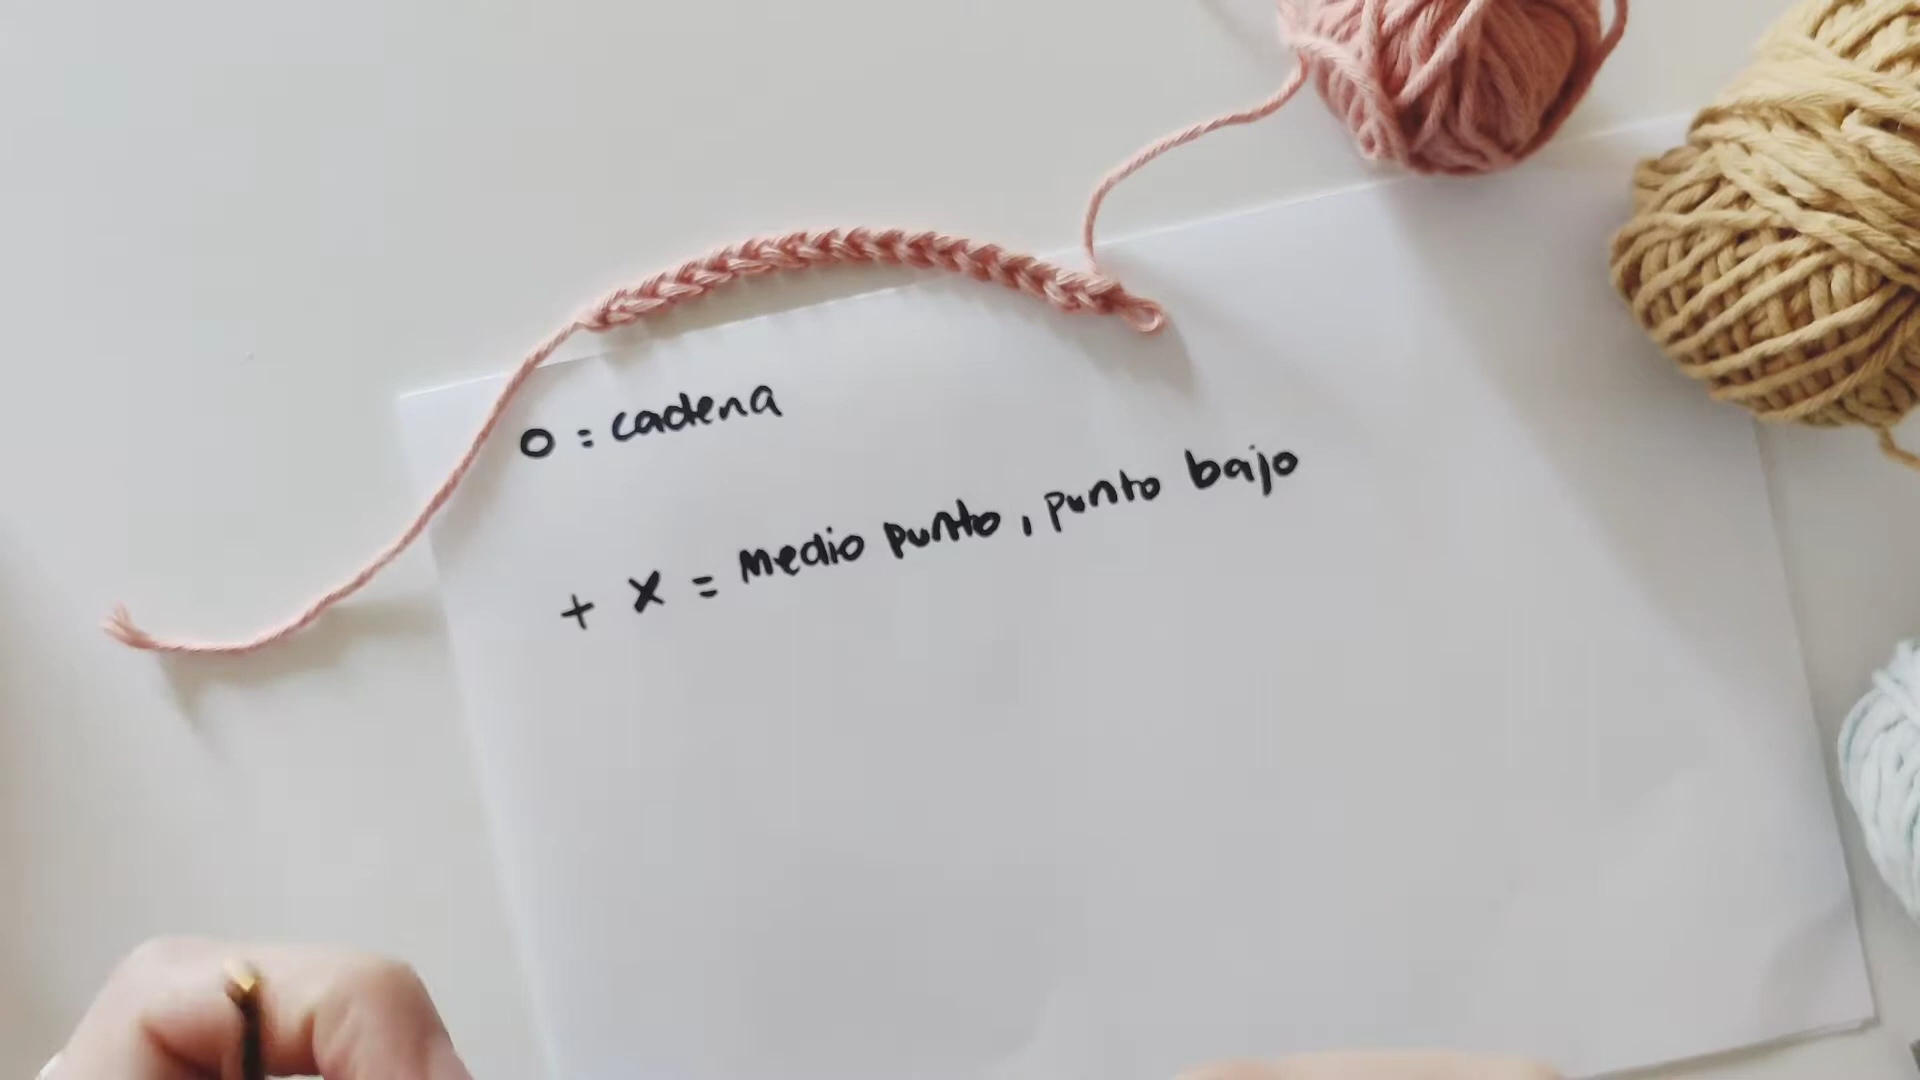 o = cadena
+ x = Medio punto, punto bajo